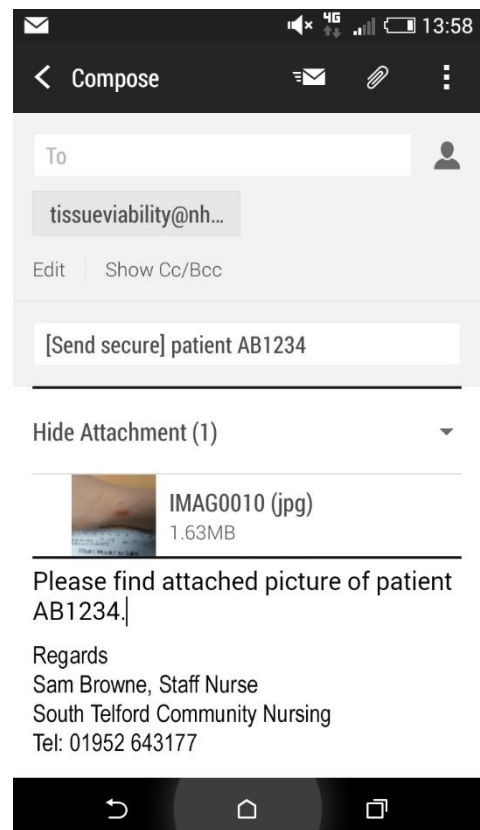 4G 13:58
Compose
To
tissueviability@nh...
Edit Show Cc/Bcc
[Send secure] patient AB1234
Hide Attachment (1)
IMAG0010 (jpg)
1.63MB
Please find attached picture of patient
AB1234.
Regards
Sam Browne, Staff Nurse
South Telford Community Nursing
Tel: 01952 643177